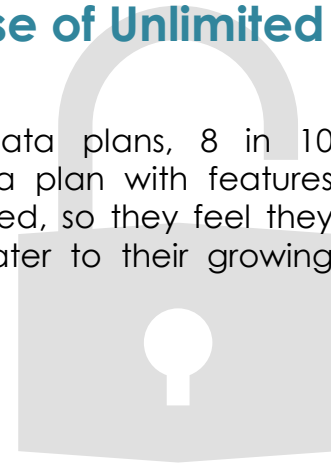 se of Unlimited
ata plans, 8 in 10
a plan with features
ed, so they feel they
ater to their growing